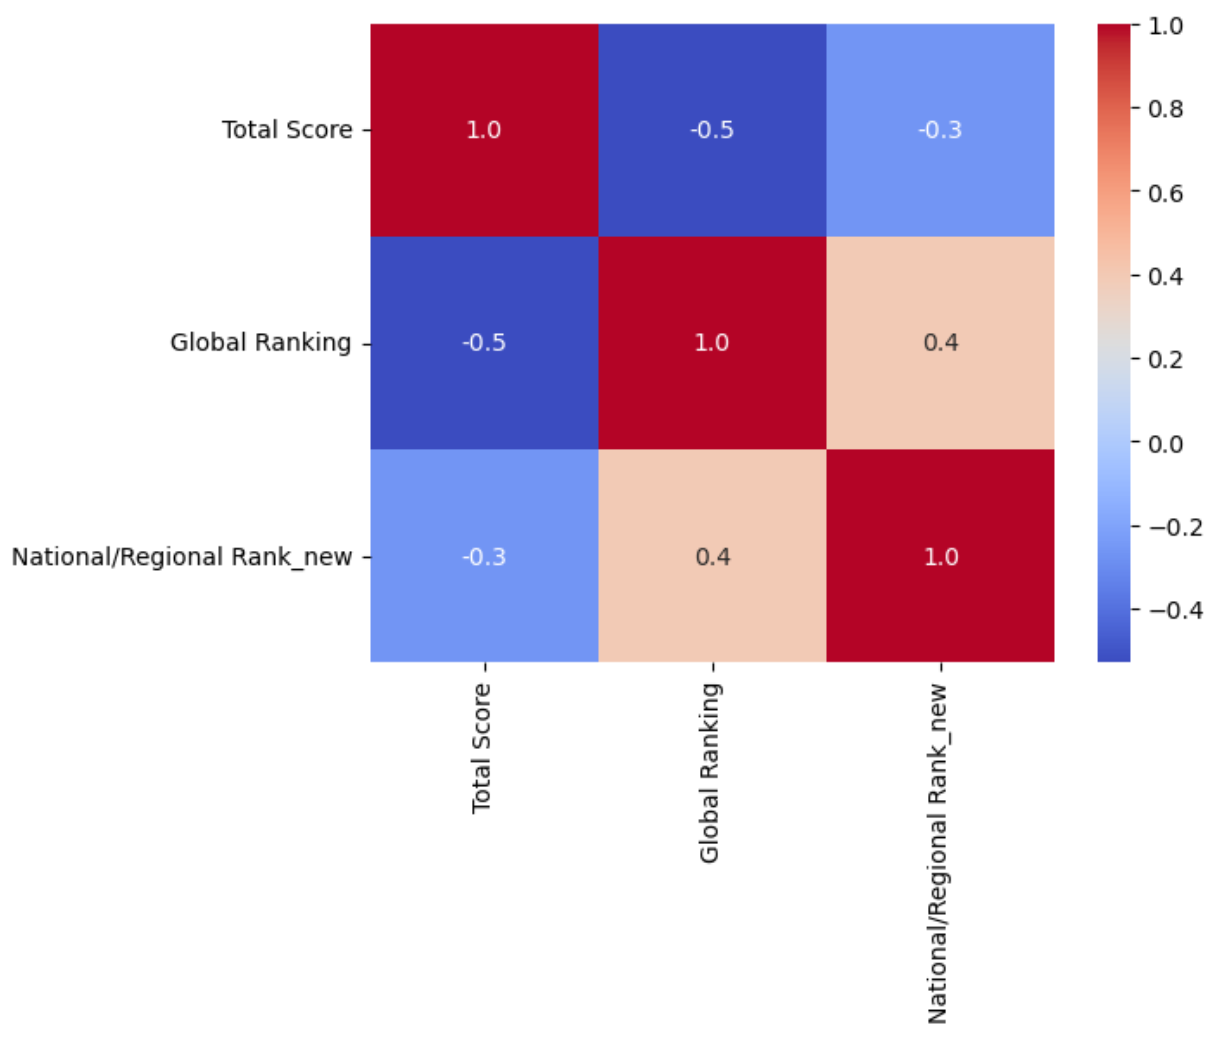 Total Score
Global Ranking
National/Regional Rank_new
1.0 -0.5 -0.3
-0.5 1.0 0.4
-0.3 0.4 1.0
Total Score
Global Ranking
National/Regional Rank_new
1.0
0.8
0.6
0.4
0.2
0.0
−0.2
−0.4